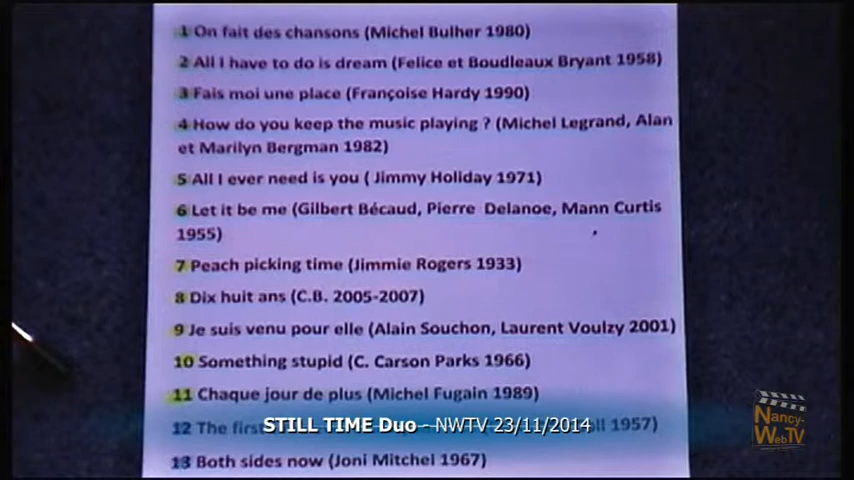 1 On fait des chansons (Michel Bulher 1980)
2 All I have to do is dream (Felice et Boudleaux Bryant 1958)
3 Fais moi une place (Françoise Hardy 1990)
4 How do you keep the music playing ? (Michel Legrand, Alan
et Marilyn Bergman 1982)
5 All I ever need is you ( Jimmy Holiday 1971)
6 Let it be me (Gilbert Bécaud, Pierre Delanoe, Mann Curtis
1955)
7 Peach picking time (Jimmie Rogers 1933)
8 Dix huit ans (C.B. 2005-2007)
9 Je suis venu pour elle (Alain Souchon, Laurent Voulzy 2001)
10 Something stupid (C. Carson Parks 1966)
11 Chaque jour de plus (Michel Fugain 1989)
12 The first 1957)
STILL TIME Duo - NWTV 23/11/2014
13 Both sides now (Joni Mitchel 1967)
Nancy-
WebTV